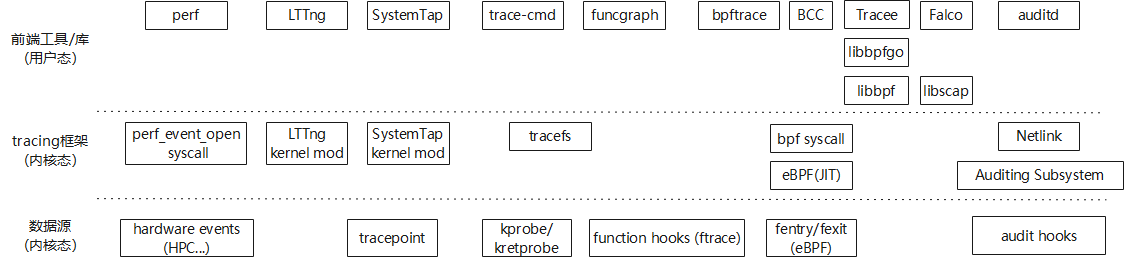 perf
LTTng
SystemTap
trace-cmd
funcgraph
bpftrace
BCC
Tracee
Falco
auditd
前端工具/库
(用户态)
libbpfgo
libbpf
libscap
tracing框架
(内核态)
perf_event_open
syscall
LTTng
kernel mod
SystemTap
kernel mod
tracefs
bpf syscall
Netlink
eBPF(JIT)
Auditing Subsystem
数据源
(内核态)
hardware events
(HPC...)
tracepoint
kprobe/
kretprobe
function hooks (ftrace)
fentry/fexit
(eBPF)
audit hooks